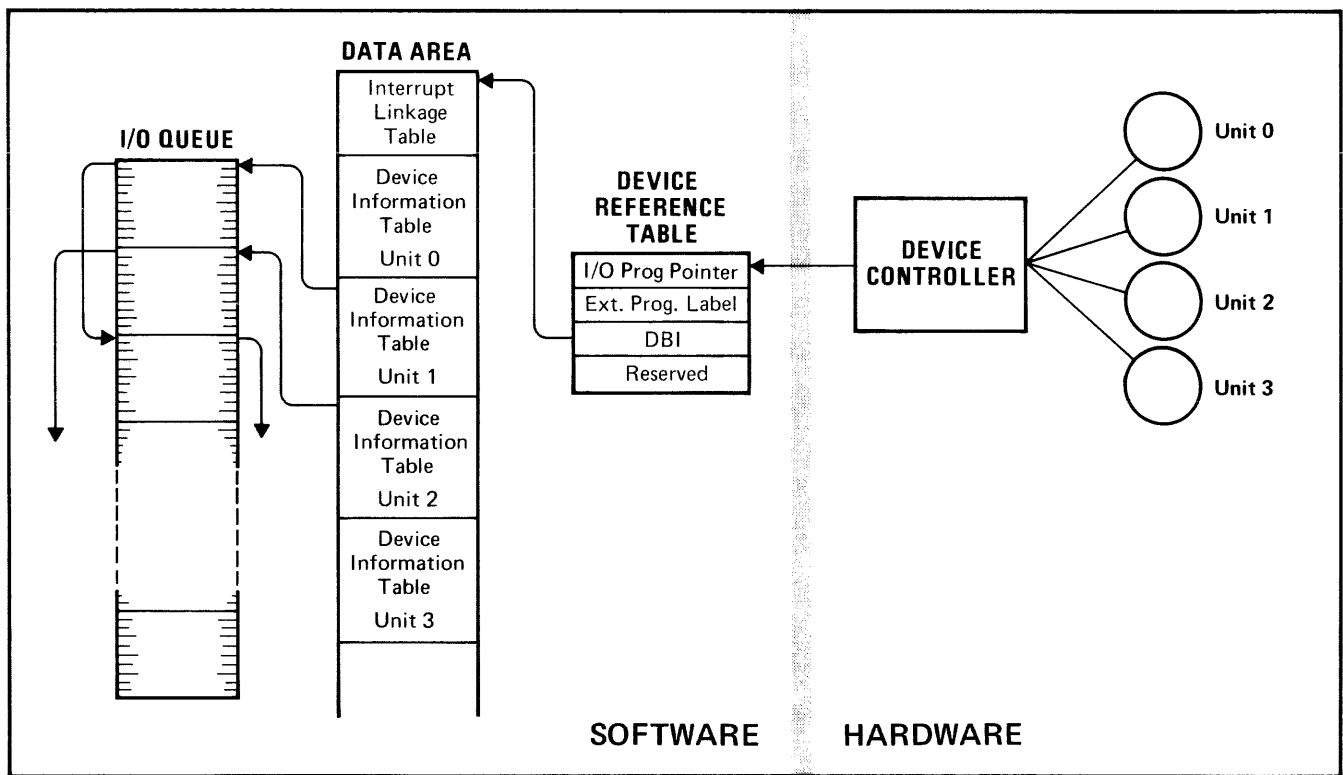 DATA AREA
Interrupt
Linkage
Table
Device
Information
Table
Unit 0
Device
Information
Table
Unit 1
Device
Information
Table
Unit 2
Device
Information
Table
Unit 3
I/O QUEUE
DEVICE
REFERENCE
TABLE
I/O Prog Pointer
Ext. Prog. Label
DBI
Reserved
DEVICE
CONTROLLER
Unit 0
Unit 1
Unit 2
Unit 3
SOFTWARE
HARDWARE